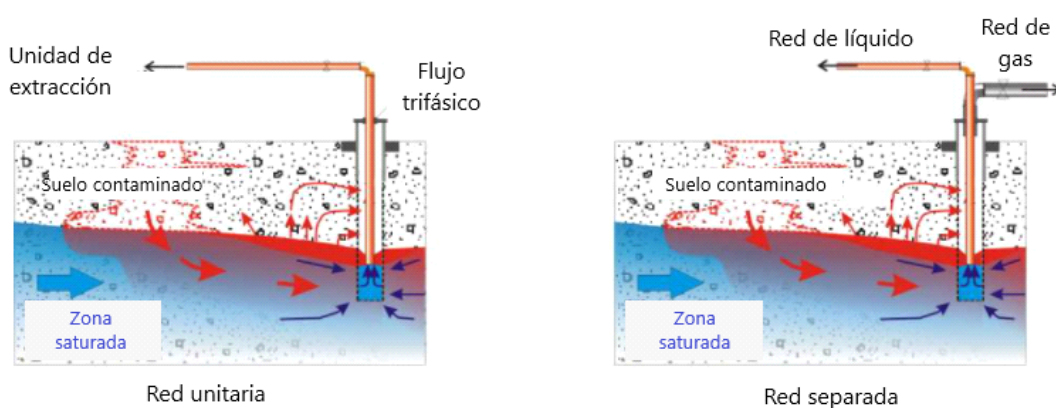 Unidad de
extracción
Flujo
trifásico
Suelo contaminado
Zona
saturada
Red unitaria
Red de líquido
Red de
gas
Suelo contaminado
Zona
saturada
Red separada